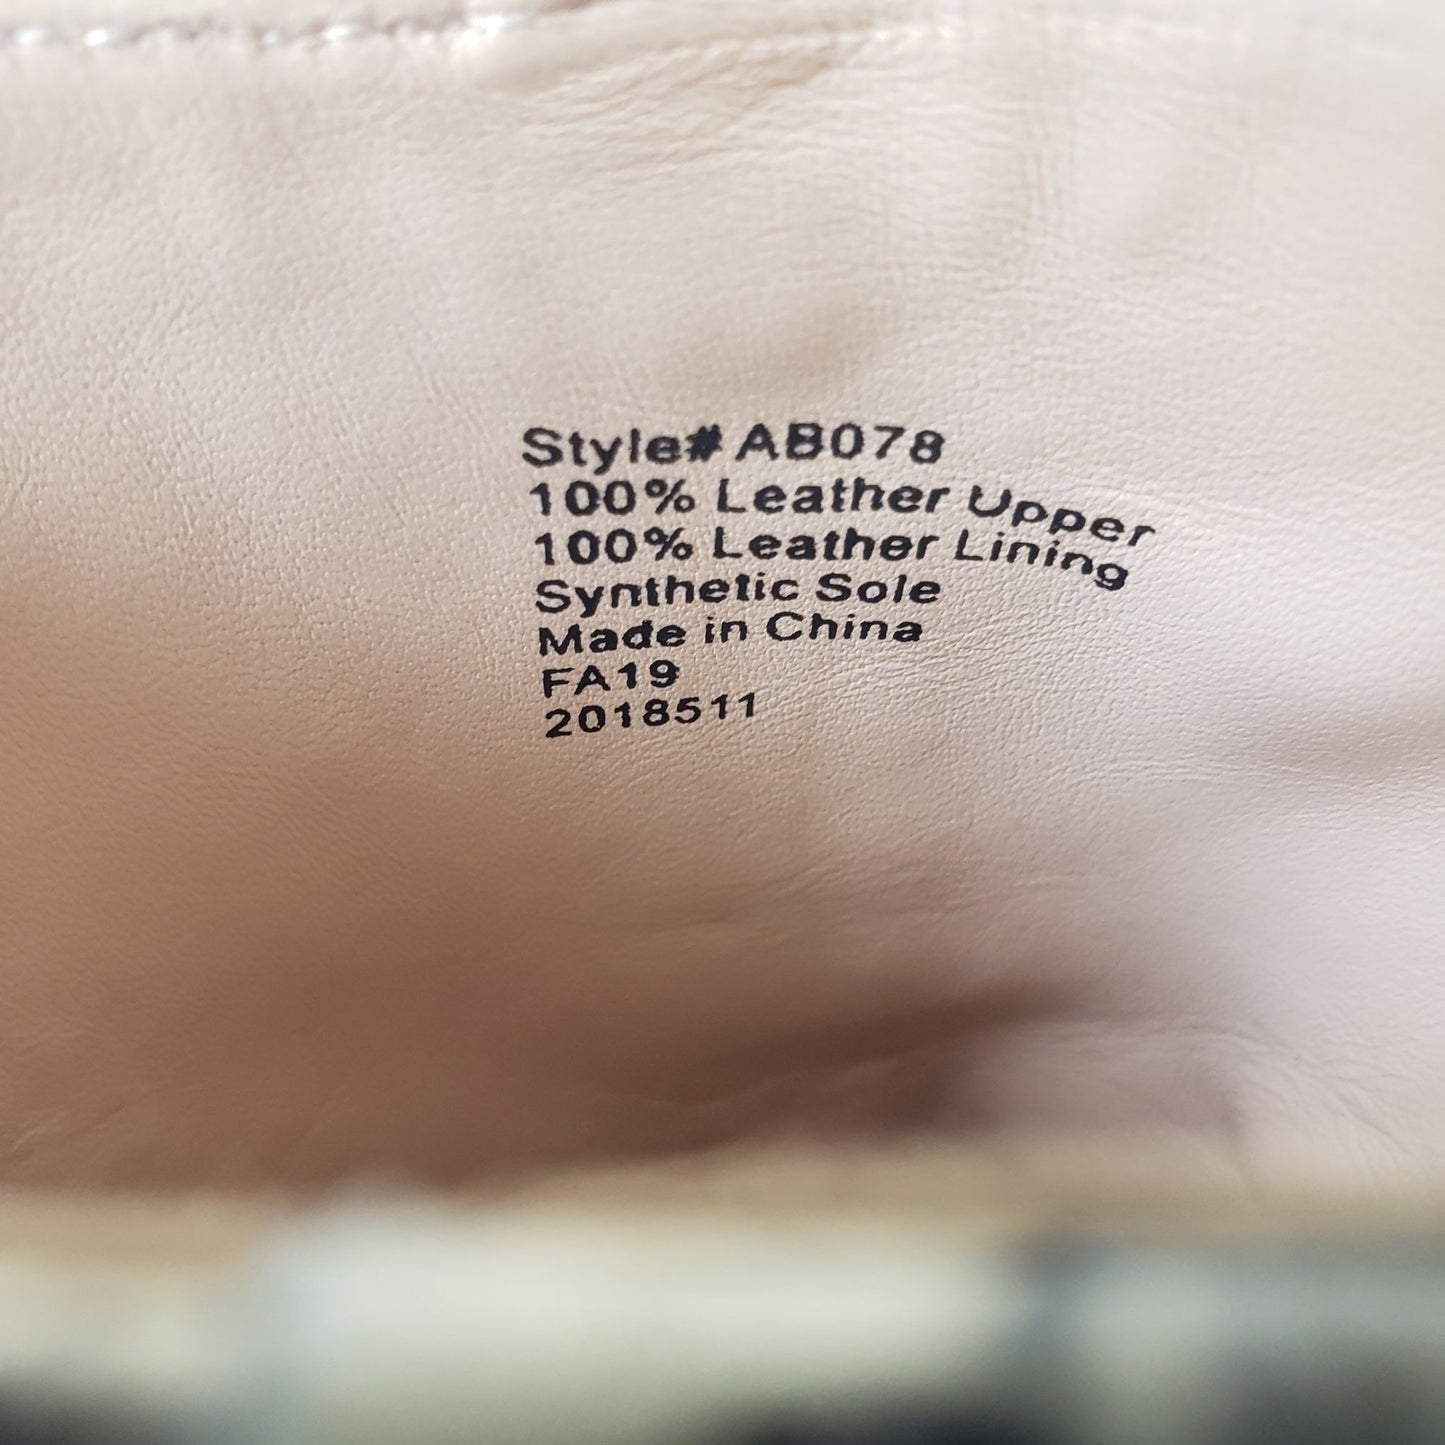 Style# AB078
100% Leather Upper
100% Leather Lining
Synthetic Sole
Made in China
FA19
2018511